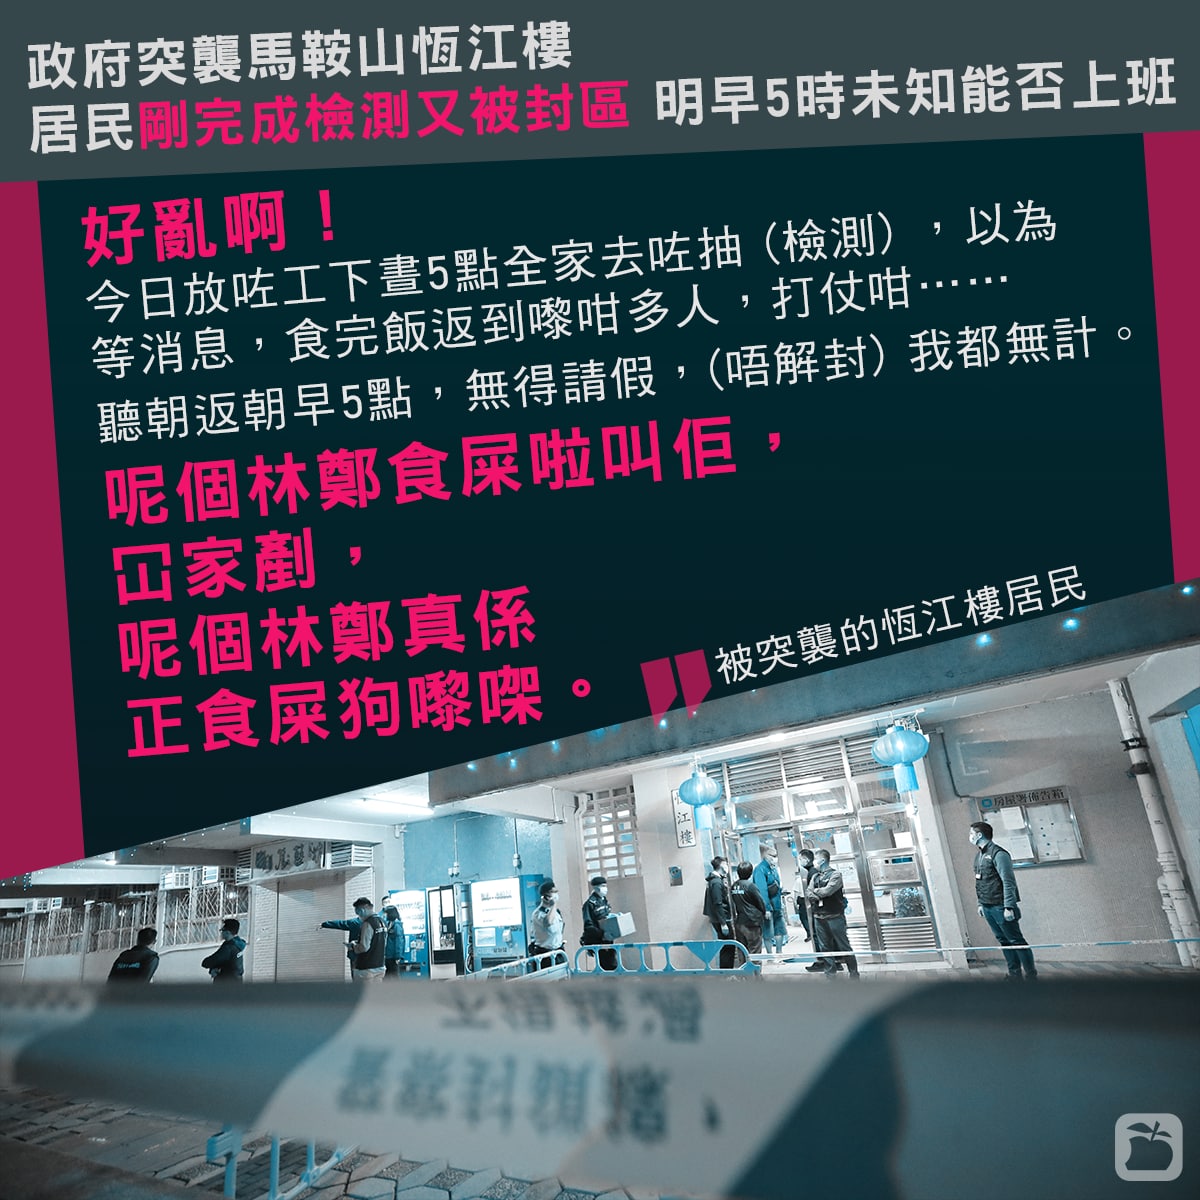 政府突襲馬鞍山恆江樓
居民剛完成檢測又被封區 明早5時未知能否上班
好亂啊！
今日放咗工下晝5點全家去咗抽(檢測)，以為
等消息，食完飯返到嚟咁多人，打仗咁……
聽朝返朝早5點，無得請假，(唔解封) 我都無計。
呢個林鄭食屎啦叫佢，
冚家剷，
呢個林鄭真係
正食屎狗嚟㗎。
被突襲的恆江樓居民
江樓
房屋署佈告箱